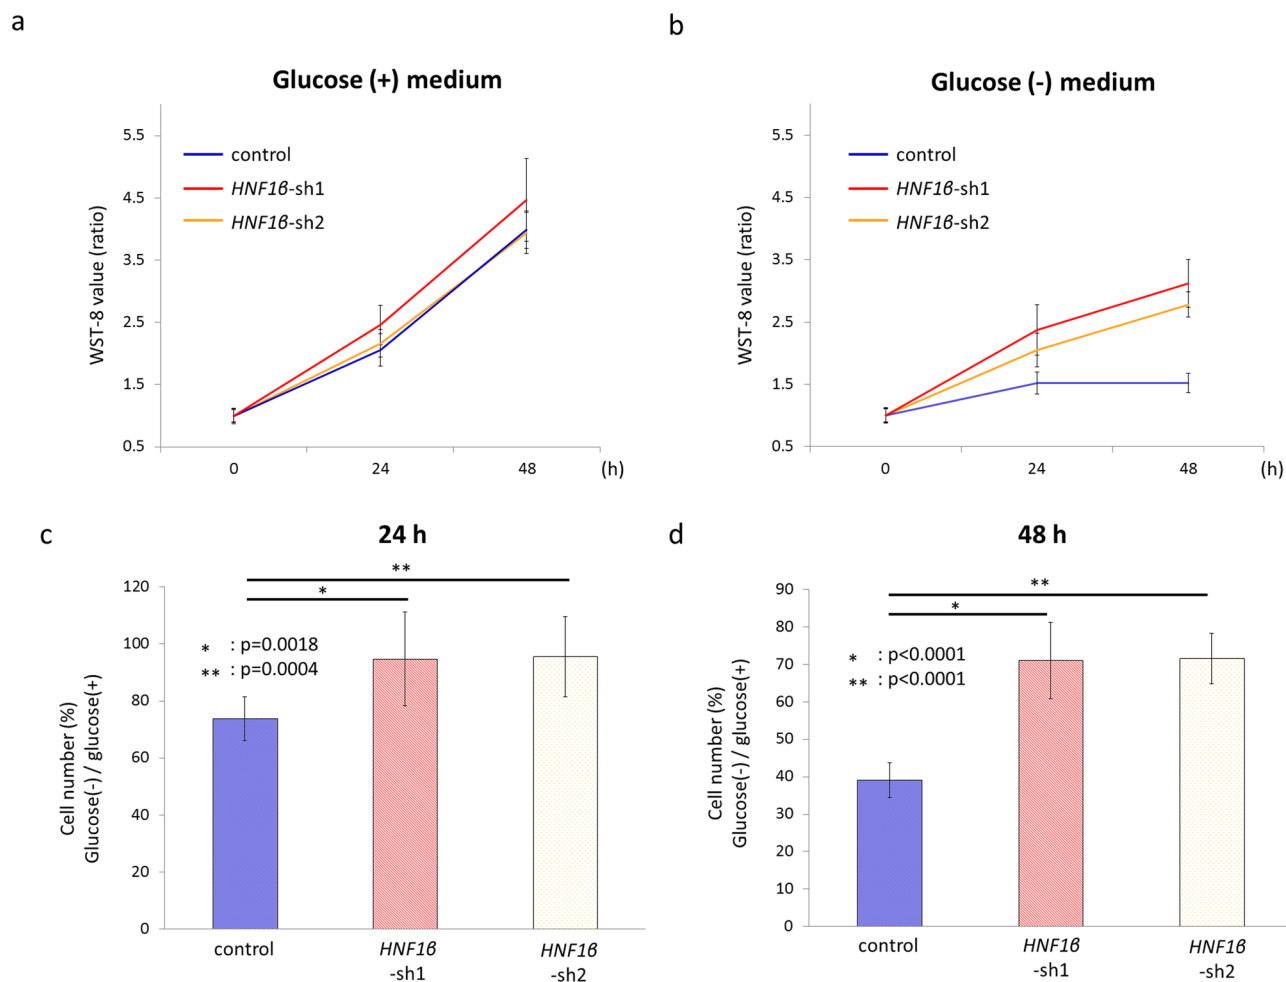 a
Glucose (+) medium
WST-8 value (ratio)
5.5
4.5
3.5
2.5
1.5
0.5
control
HNF1β-sh1
HNF1β-sh2
0 24 48 (h)
b
Glucose (-) medium
WST-8 value (ratio)
5.5
4.5
3.5
2.5
1.5
0.5
control
HNF1β-sh1
HNF1β-sh2
0 24 48 (h)
c
24 h
Cell number (%)
Glucose(-) / glucose(+)
120
100
80
60
40
20
0
**
*
* : p=0.0018
** : p=0.0004
control HNF1β HNF1β
-sh1 -sh2
d
48 h
Cell number (%)
Glucose(-) / glucose(+)
90
80
70
60
50
40
30
20
10
0
**
*
* : p<0.0001
** : p<0.0001
control HNF1β HNF1β
-sh1 -sh2